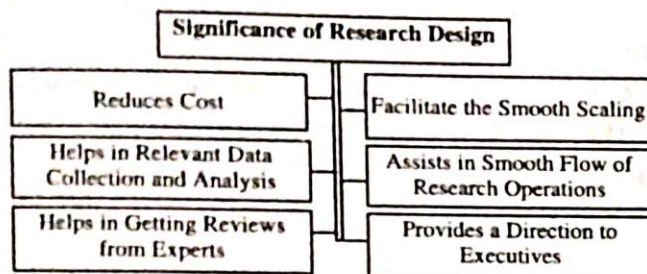 Significance of Research Design
Reduces Cost
Facilitate the Smooth Scaling
Helps in Relevant Data
Collection and Analysis
Assists in Smooth Flow of
Research Operations
Helps in Getting Reviews
from Experts
Provides a Direction to
Executives